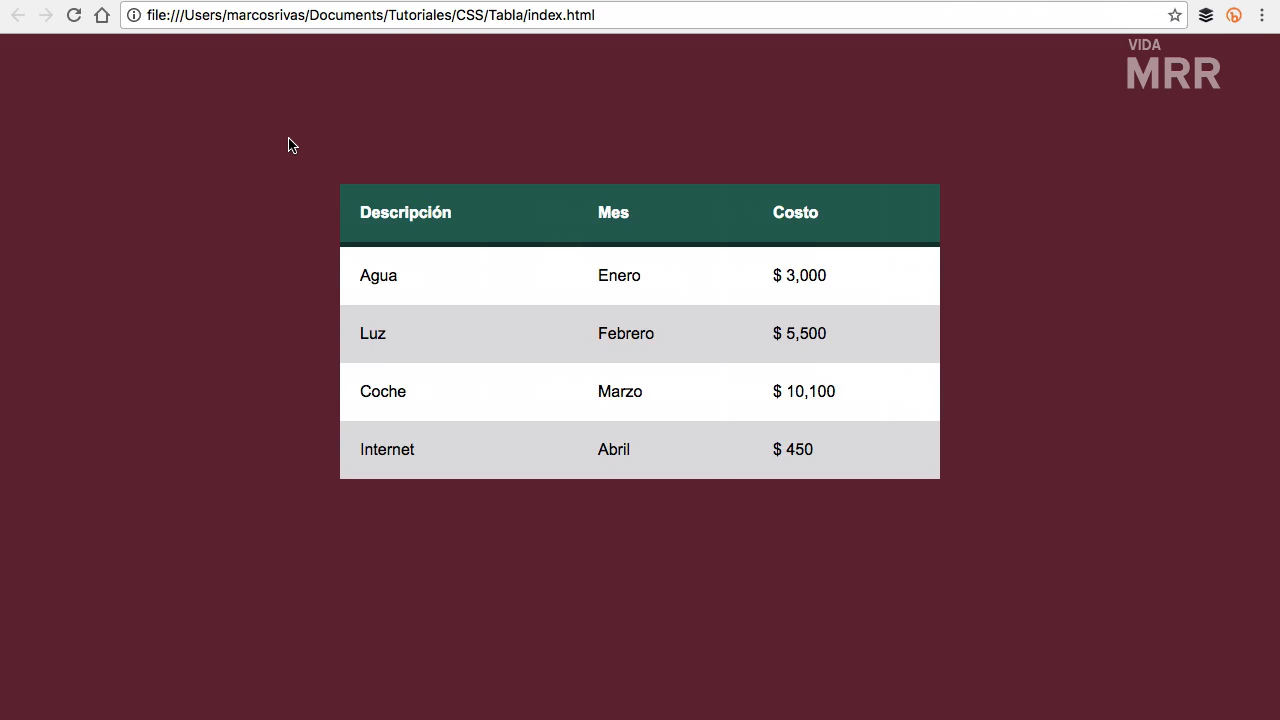 file:///Users/marcosrivas/Documents/Tutoriales/CSS/Tabla/index.html
VIDA
MRR
Descripción Mes Costo
Agua Enero $ 3,000
Luz Febrero $ 5,500
Coche Marzo $ 10,100
Internet Abril $ 450